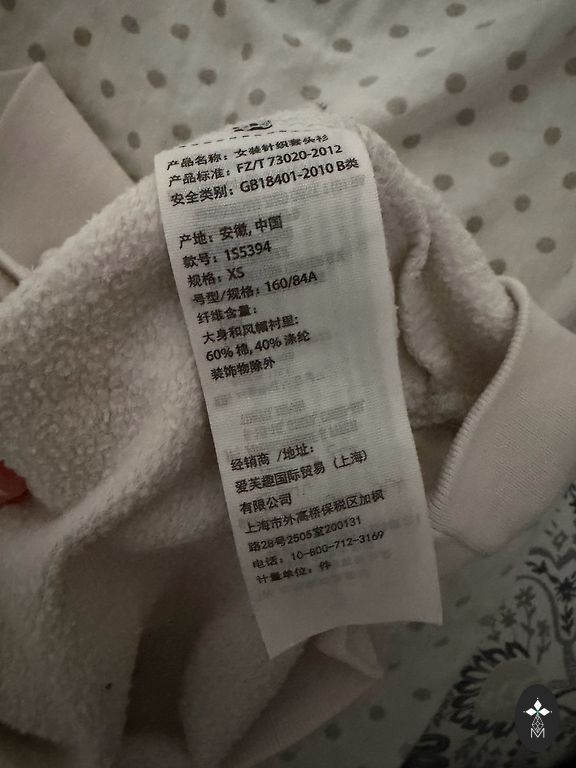 产品名称：女装针织套头衫
产品标准：FZ/T 73020-2012
安全类别：GB18401-2010 B类
产地：安徽, 中国
款号：1S5394
规格：XS
号型/规格：160/84A
纤维含量：
大身和风帽衬里：
60% 棉, 40% 涤纶
装饰物除外
经销商 /地址：
爱芙趣国际贸易（上海）
有限公司
上海市外高桥保税区加枫
路28号2505室200131
电话：10-800-712-3169
计量单位：件
M